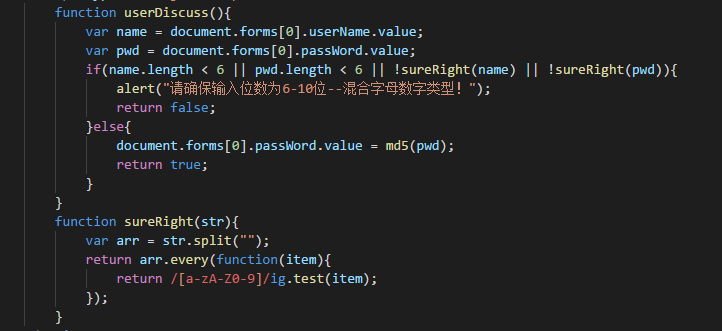 function userDiscuss(){
var name = document.forms[0].userName.value;
var pwd = document.forms[0].passWord.value;
if(name.length < 6 || pwd.length < 6 || !sureRight(name) || !sureRight(pwd)){
alert("请确保输入位数为6-10位--混合字母数字类型！");
return false;
}else{
document.forms[0].passWord.value = md5(pwd);
return true;
}
}
function sureRight(str){
var arr = str.split("");
return arr.every(function(item){
return /[a-zA-Z0-9]/ig.test(item);
});
}